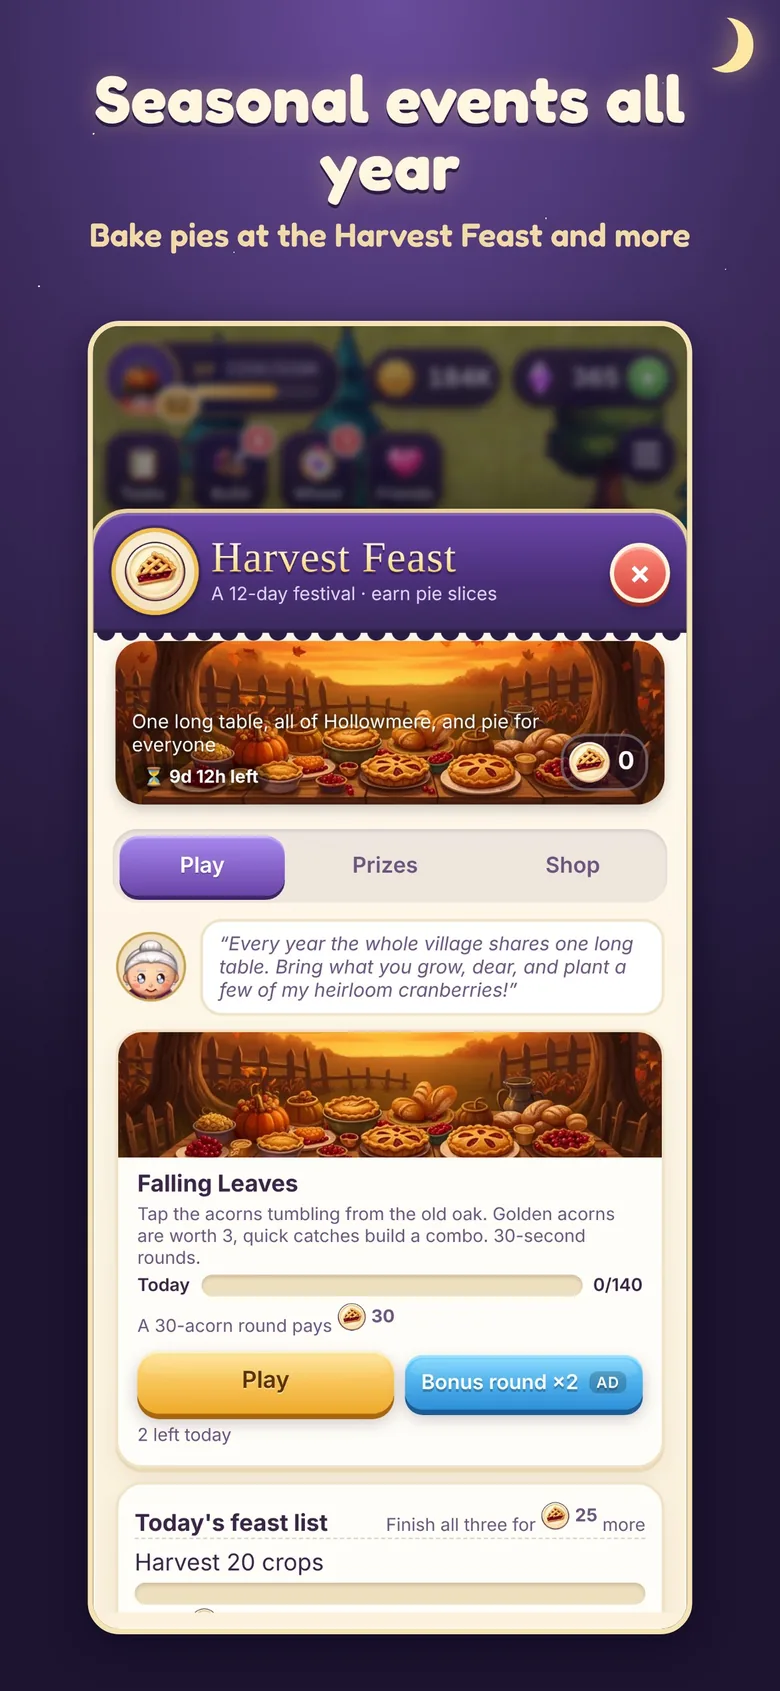 Seasonal events all
year
Bake pies at the Harvest Feast and more
184K
365
Harvest Feast
A 12-day festival · earn pie slices
One long table, all of Hollowmere, and pie for
everyone
⏳ 9d 12h left
0
Play
Prizes
Shop
“Every year the whole village shares one long
table. Bring what you grow, dear, and plant a
few of my heirloom cranberries!”
Falling Leaves
Tap the acorns tumbling from the old oak. Golden acorns
are worth 3, quick catches build a combo. 30-second
rounds.
Today
0/140
A 30-acorn round pays 30
Play
Bonus round ×2 AD
2 left today
Today's feast list
Finish all three for 25 more
Harvest 20 crops